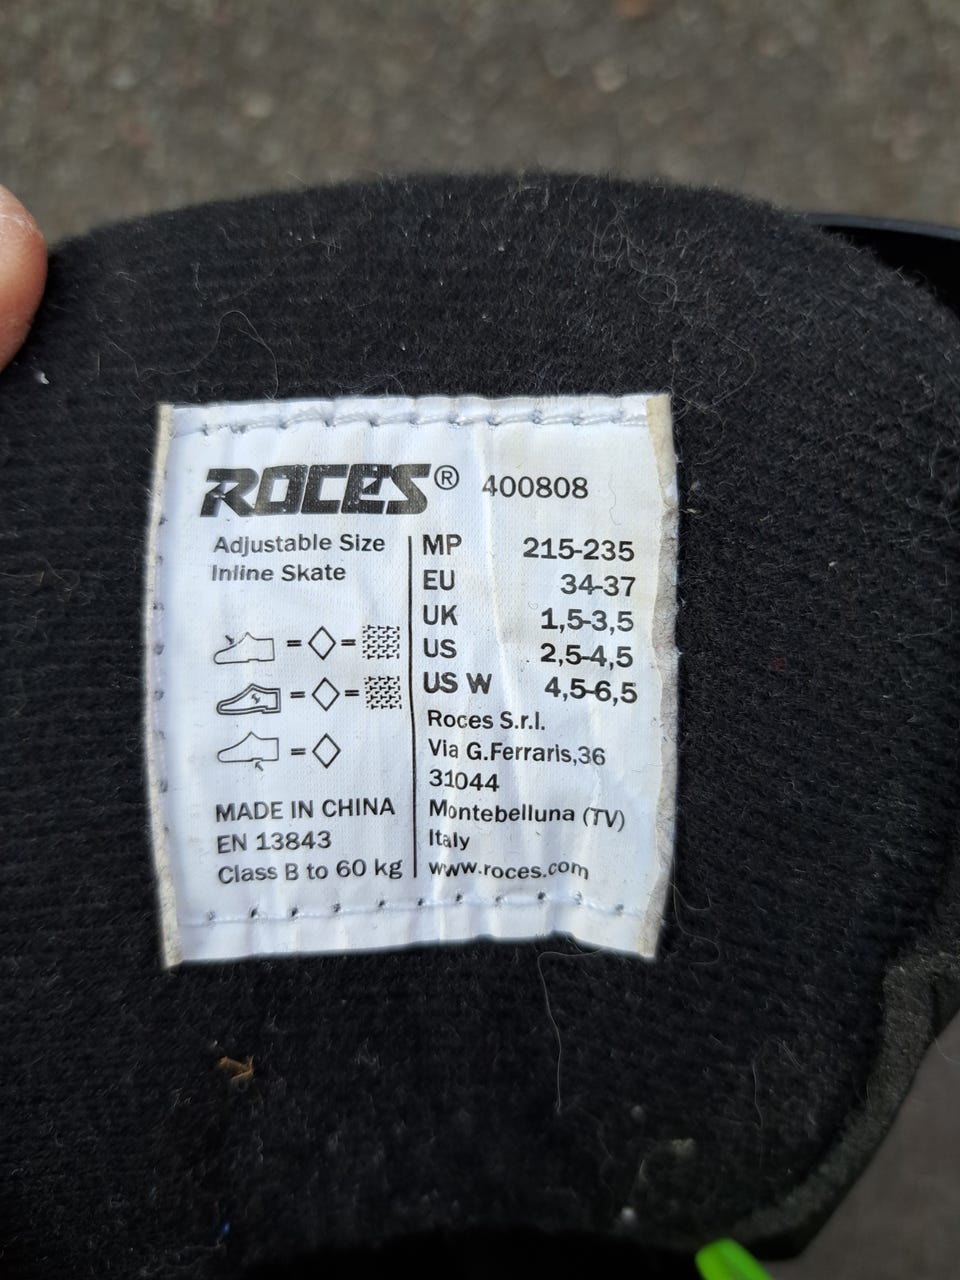 ROCES® 400808
Adjustable Size
Inline Skate
= =
= =
=
MADE IN CHINA
EN 13843
Class B to 60 kg
MP 215-235
EU 34-37
UK 1,5-3,5
US 2,5-4,5
US W 4,5-6,5
Roces S.r.l.
Via G.Ferraris,36
31044
Montebelluna (TV)
Italy
www.roces.com